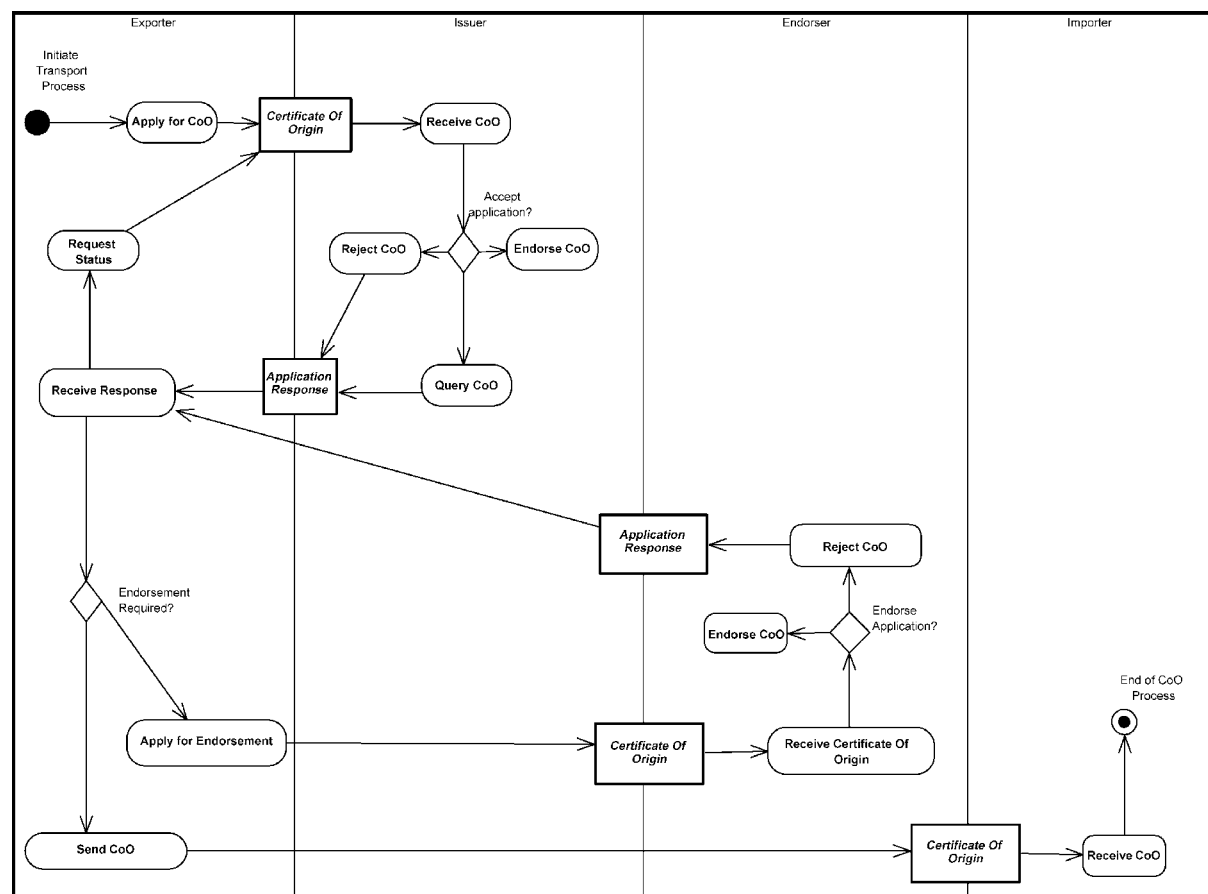 Exporter
Issuer
Endorser
Importer
Initiate
Transport
Process
Apply for CoO
Certificate Of
Origin
Receive CoO
Accept
application?
Request
Status
Reject CoO
Endorse CoO
Receive Response
Application
Response
Query CoO
Application
Response
Reject CoO
Endorsement
Required?
Endorse CoO
Endorse
Application?
End of CoO
Process
Apply for Endorsement
Certificate Of
Origin
Receive Certificate Of
Origin
Send CoO
Certificate Of
Origin
Receive CoO